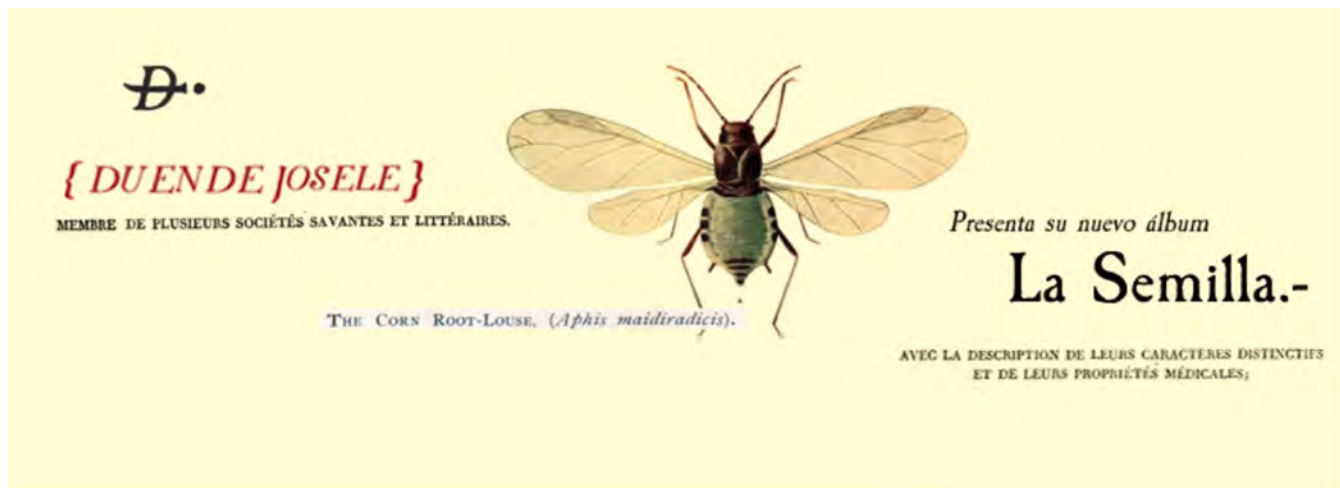 D.
{ DUENDE JOSELE }
MEMBRE DE PLUSIEURS SOCIÉTÉS SAVANTES ET LITTÉRAIRES.
THE CORN ROOT-LOUSE, (Aphis maidiradicis).
Presenta su nuevo álbum
La Semilla.-
AVEC LA DESCRIPTION DE LEURS CARACTERES DISTINCTIFS
ET DE LEURS PROPRIÉTÉS MÉDICALES;